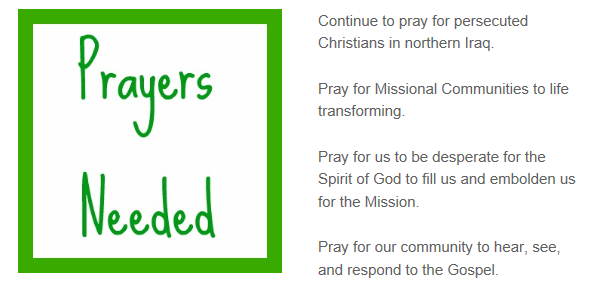 Prayers
Needed
Continue to pray for persecuted
Christians in northern Iraq.
Pray for Missional Communities to life
transforming.
Pray for us to be desperate for the
Spirit of God to fill us and embolden us
for the Mission.
Pray for our community to hear, see,
and respond to the Gospel.